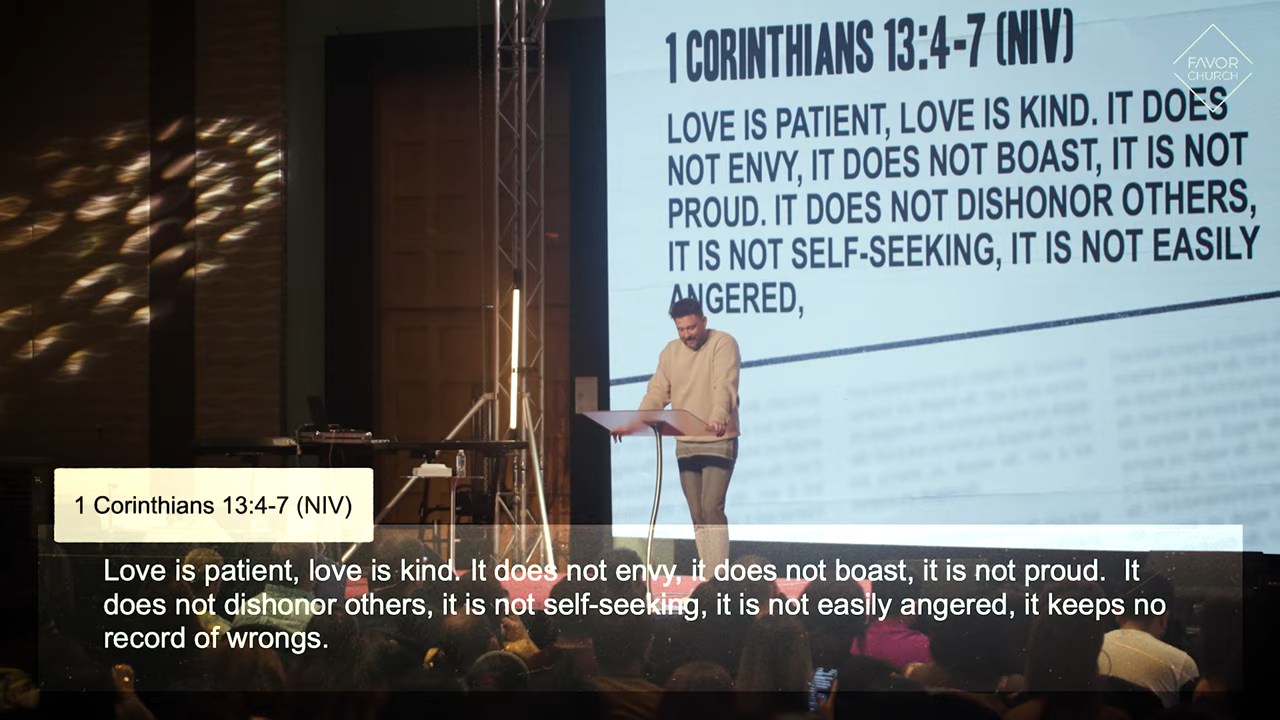 1 CORINTHIANS 13:4-7 (NIV)
FAVOR
CHURCH
LOVE IS PATIENT, LOVE IS KIND. IT DOES
NOT ENVY, IT DOES NOT BOAST, IT IS NOT
PROUD. IT DOES NOT DISHONOR OTHERS,
IT IS NOT SELF-SEEKING, IT IS NOT EASILY
ANGERED,
1 Corinthians 13:4-7 (NIV)
Love is patient, love is kind. It does not envy, it does not boast, it is not proud. It
does not dishonor others, it is not self-seeking, it is not easily angered, it keeps no
record of wrongs.